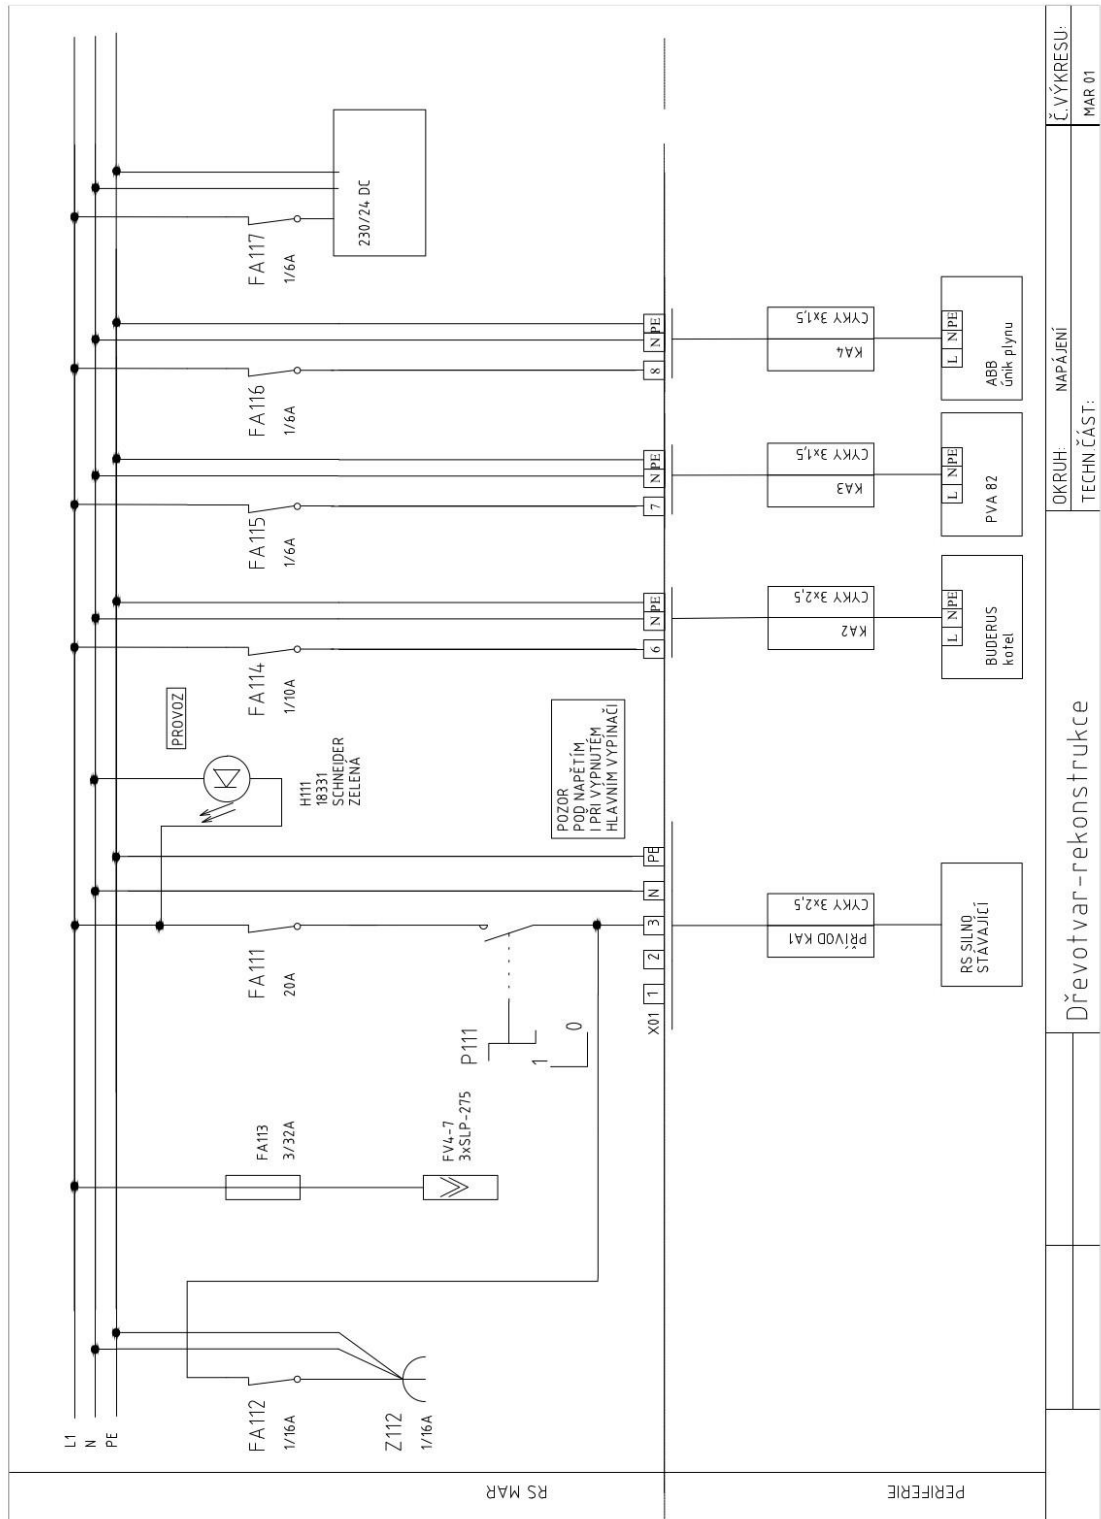 L1
N
PE
FA112
1/16A
Z112
1/16A
FA113
3/32A
FV4-7
3xSLP-275
P111
1
0
FA111
20A
H111
18331
SCHNEIDER
ZELENÁ
PROVOZ
POZOR
POD NAPĚTÍM
I PŘI VYPNUTÉM
HLAVNÍM VYPÍNAČI
FA114
1/10A
FA115
1/6A
FA116
1/6A
FA117
1/6A
230/24 DC
X01 1 2 3 N PE
6 N PE
7 N PE
8 N PE
RS MAR
PERIFERIE
PŘÍVOD KA1
CYKY 3x2,5
KA2
CYKY 3x2,5
KA3
CYKY 3x1,5
KA4
CYKY 3x1,5
RS SILNO
STÁVAJÍCÍ
L N PE
BUDERUS
kotel
L N PE
PVA 82
L N PE
ABB
únik plynu
Dřevotvar-rekonstrukce
OKRUH: NAPÁJENÍ
TECHN.ČÁST:
Č.VÝKRESU:
MAR 01